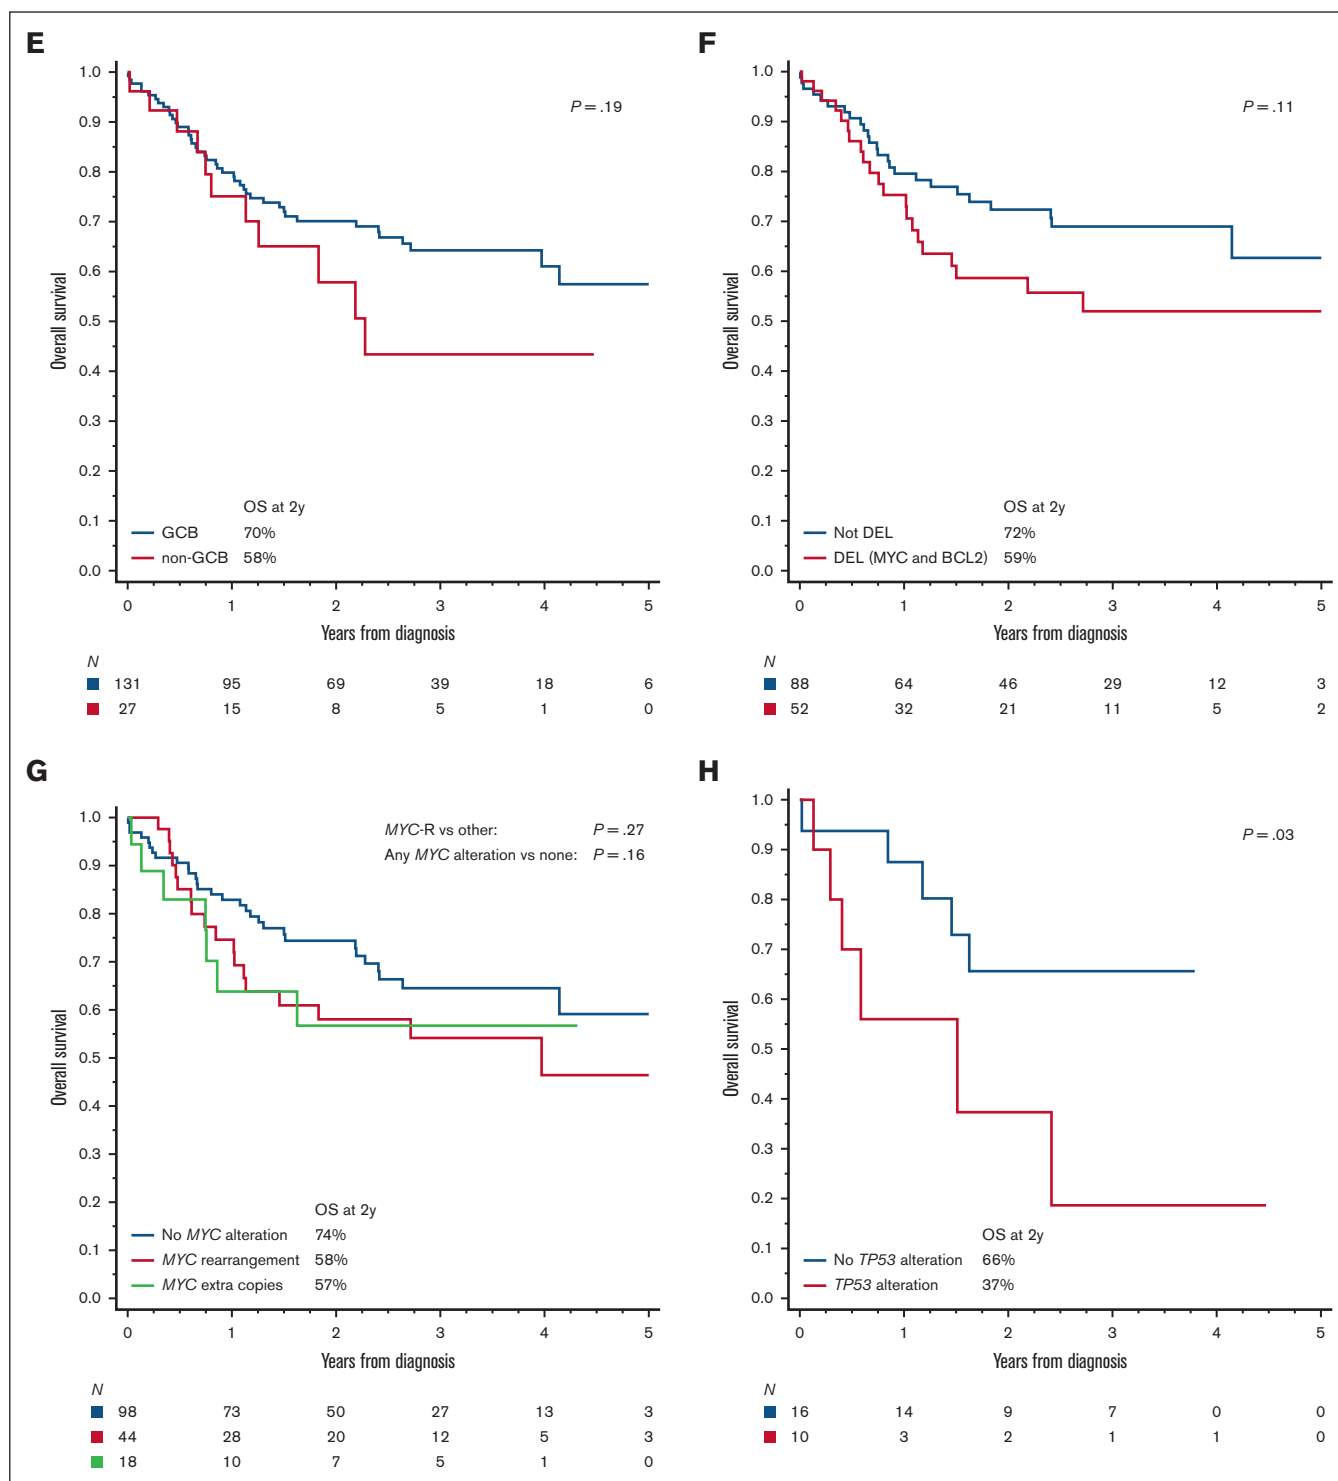 E
1.0
0.9
0.8
0.7
0.6
0.5
0.4
0.3
0.2
0.1
0.0
Overall survival
P = .19
OS at 2y
GCB 70%
non-GCB 58%
0 1 2 3 4 5
Years from diagnosis
N
131 95 69 39 18 6
27 15 8 5 1 0
F
1.0
0.9
0.8
0.7
0.6
0.5
0.4
0.3
0.2
0.1
0.0
Overall survival
P = .11
OS at 2y
Not DEL 72%
DEL (MYC and BCL2) 59%
0 1 2 3 4 5
Years from diagnosis
N
88 64 46 29 12 3
52 32 21 11 5 2
G
1.0
0.9
0.8
0.7
0.6
0.5
0.4
0.3
0.2
0.1
0.0
Overall survival
MYC-R vs other: P = .27
Any MYC alteration vs none: P = .16
OS at 2y
No MYC alteration 74%
MYC rearrangement 58%
MYC extra copies 57%
0 1 2 3 4 5
Years from diagnosis
N
98 73 50 27 13 3
44 28 20 12 5 3
18 10 7 5 1 0
H
1.0
0.9
0.8
0.7
0.6
0.5
0.4
0.3
0.2
0.1
0.0
Overall survival
P = .03
OS at 2y
No TP53 alteration 66%
TP53 alteration 37%
0 1 2 3 4 5
Years from diagnosis
N
16 14 9 7 0 0
10 3 2 1 1 0